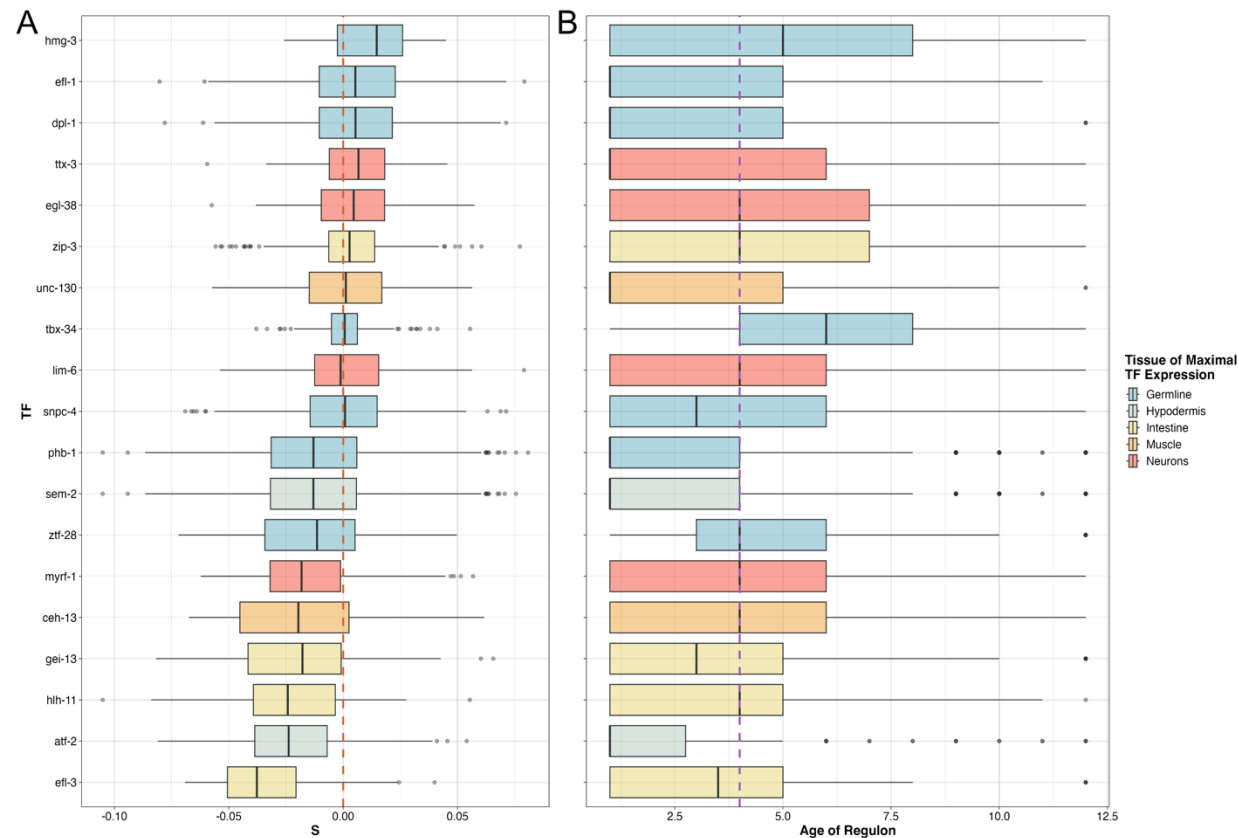 A
B
TF
hmg-3
efl-1
dpl-1
ttx-3
egl-38
zip-3
unc-130
tbx-34
lim-6
snpc-4
phb-1
sem-2
ztf-28
myrf-1
ceh-13
gei-13
hlh-11
atf-2
efl-3
-0.10
-0.05
0.00
0.05
S
2.5
5.0
7.5
10.0
12.5
Age of Regulon
Tissue of Maximal
TF Expression
Germline
Hypodermis
Intestine
Muscle
Neurons